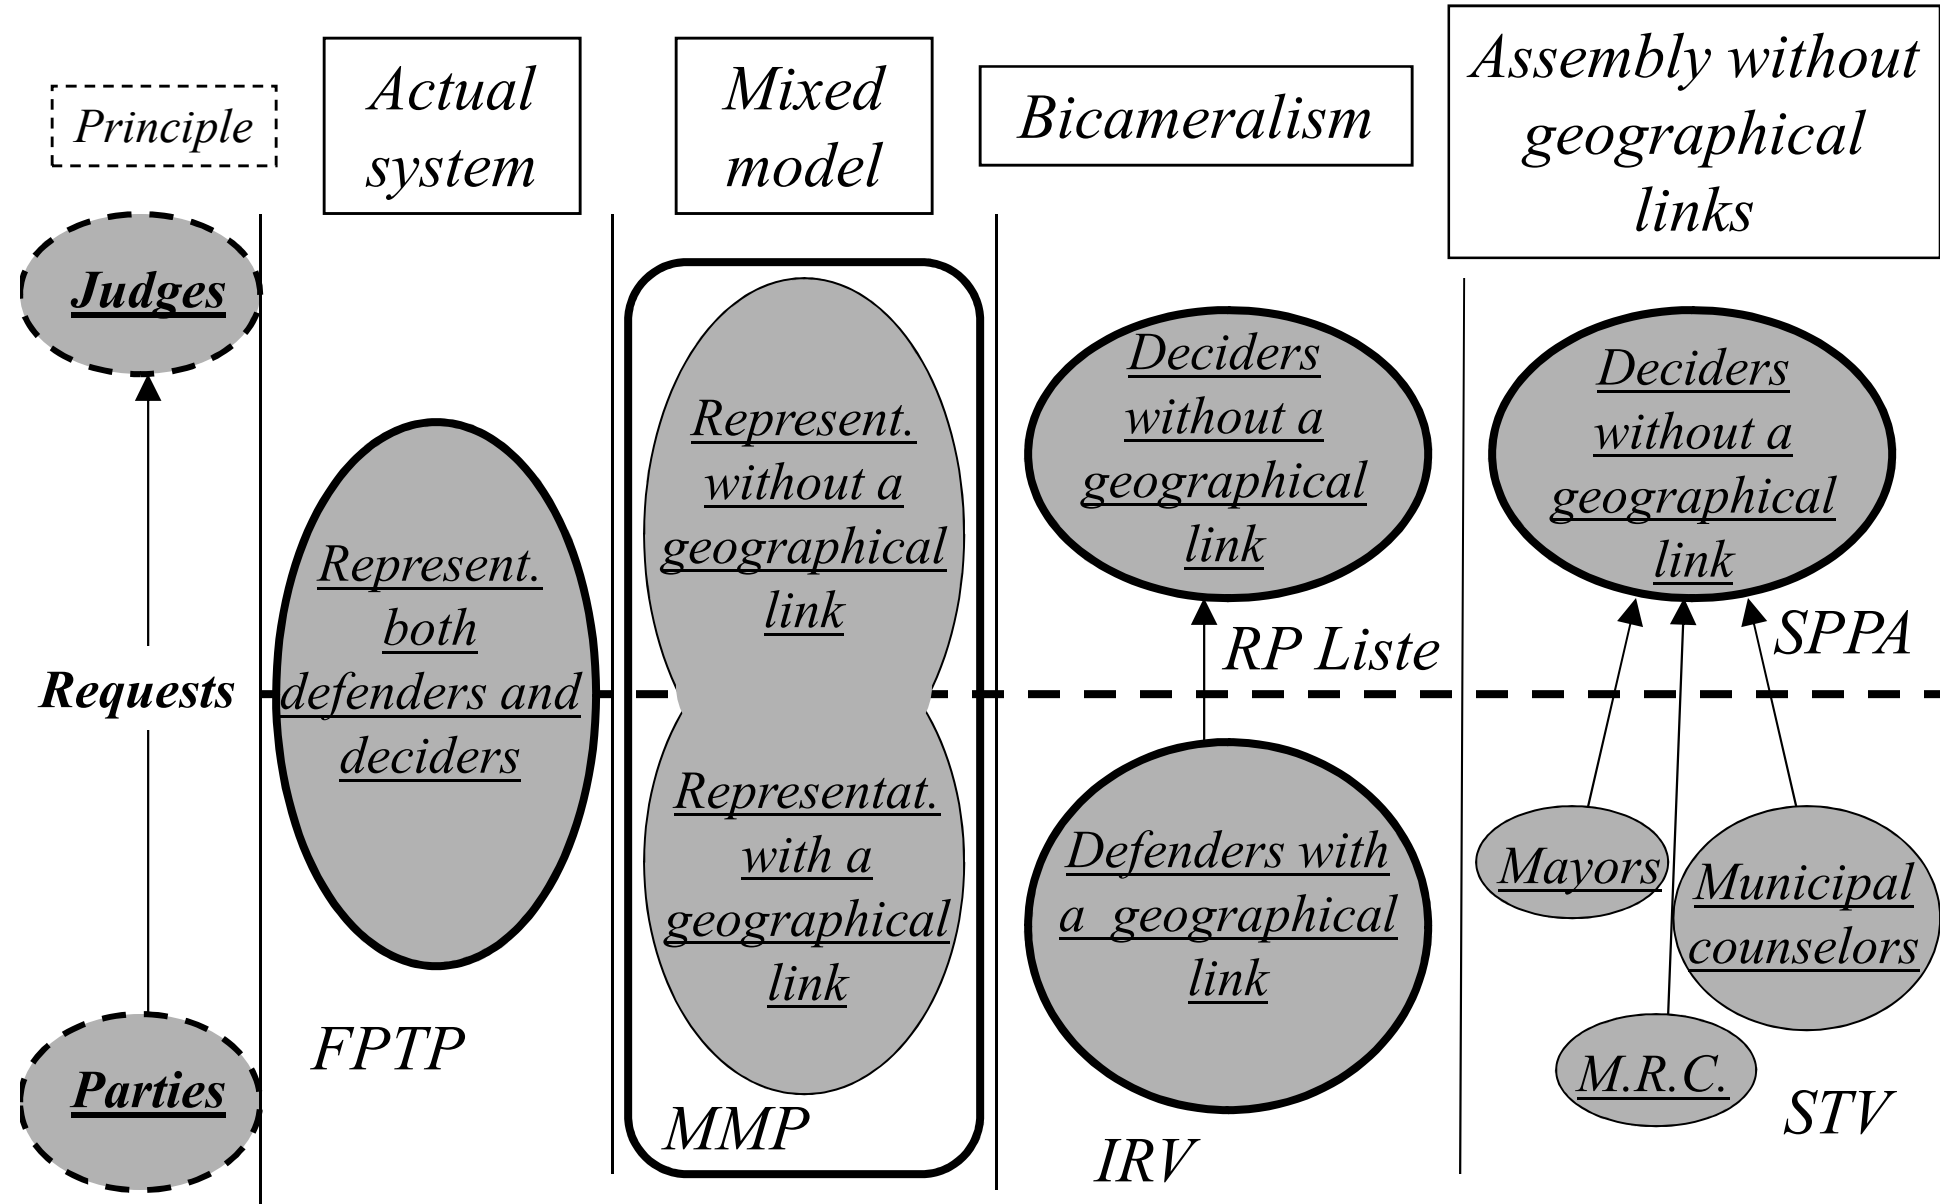 Principle
Actual
system
Mixed
model
Bicameralism
Assembly without
geographical
links
Judges
Requests
Parties
Represent.
both
defenders and
deciders
FPTP
Represent.
without a
geographical
link
Representat.
with a
geographical
link
MMP
Deciders
without a
geographical
link
RP Liste
Defenders with
a geographical
link
IRV
Deciders
without a
geographical
link
SPPA
Mayors
Municipal
counselors
M.R.C.
STV